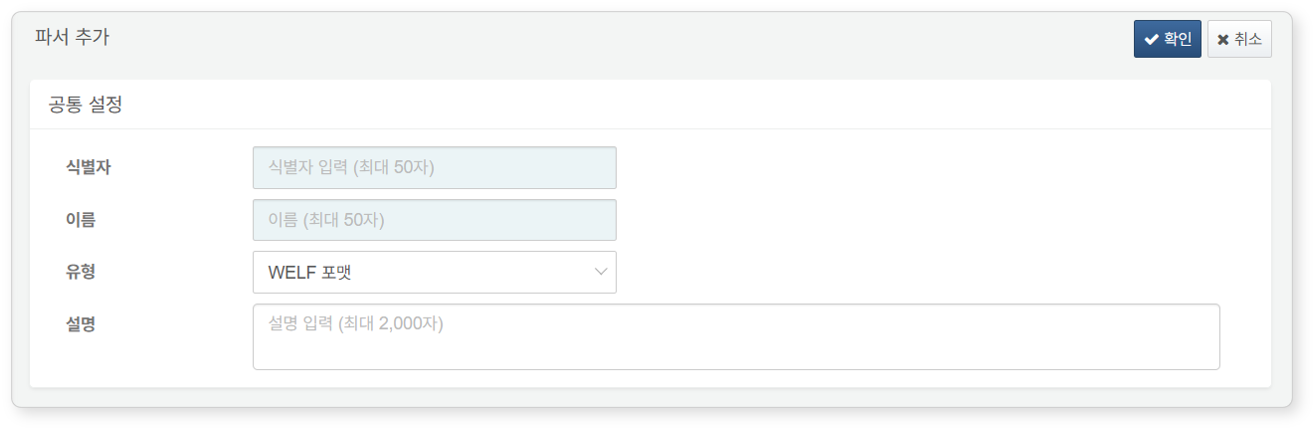 파서 추가
확인
취소
공통 설정
식별자
식별자 입력 (최대 50자)
이름
이름 (최대 50자)
유형
WELF 포맷
설명
설명 입력 (최대 2,000자)